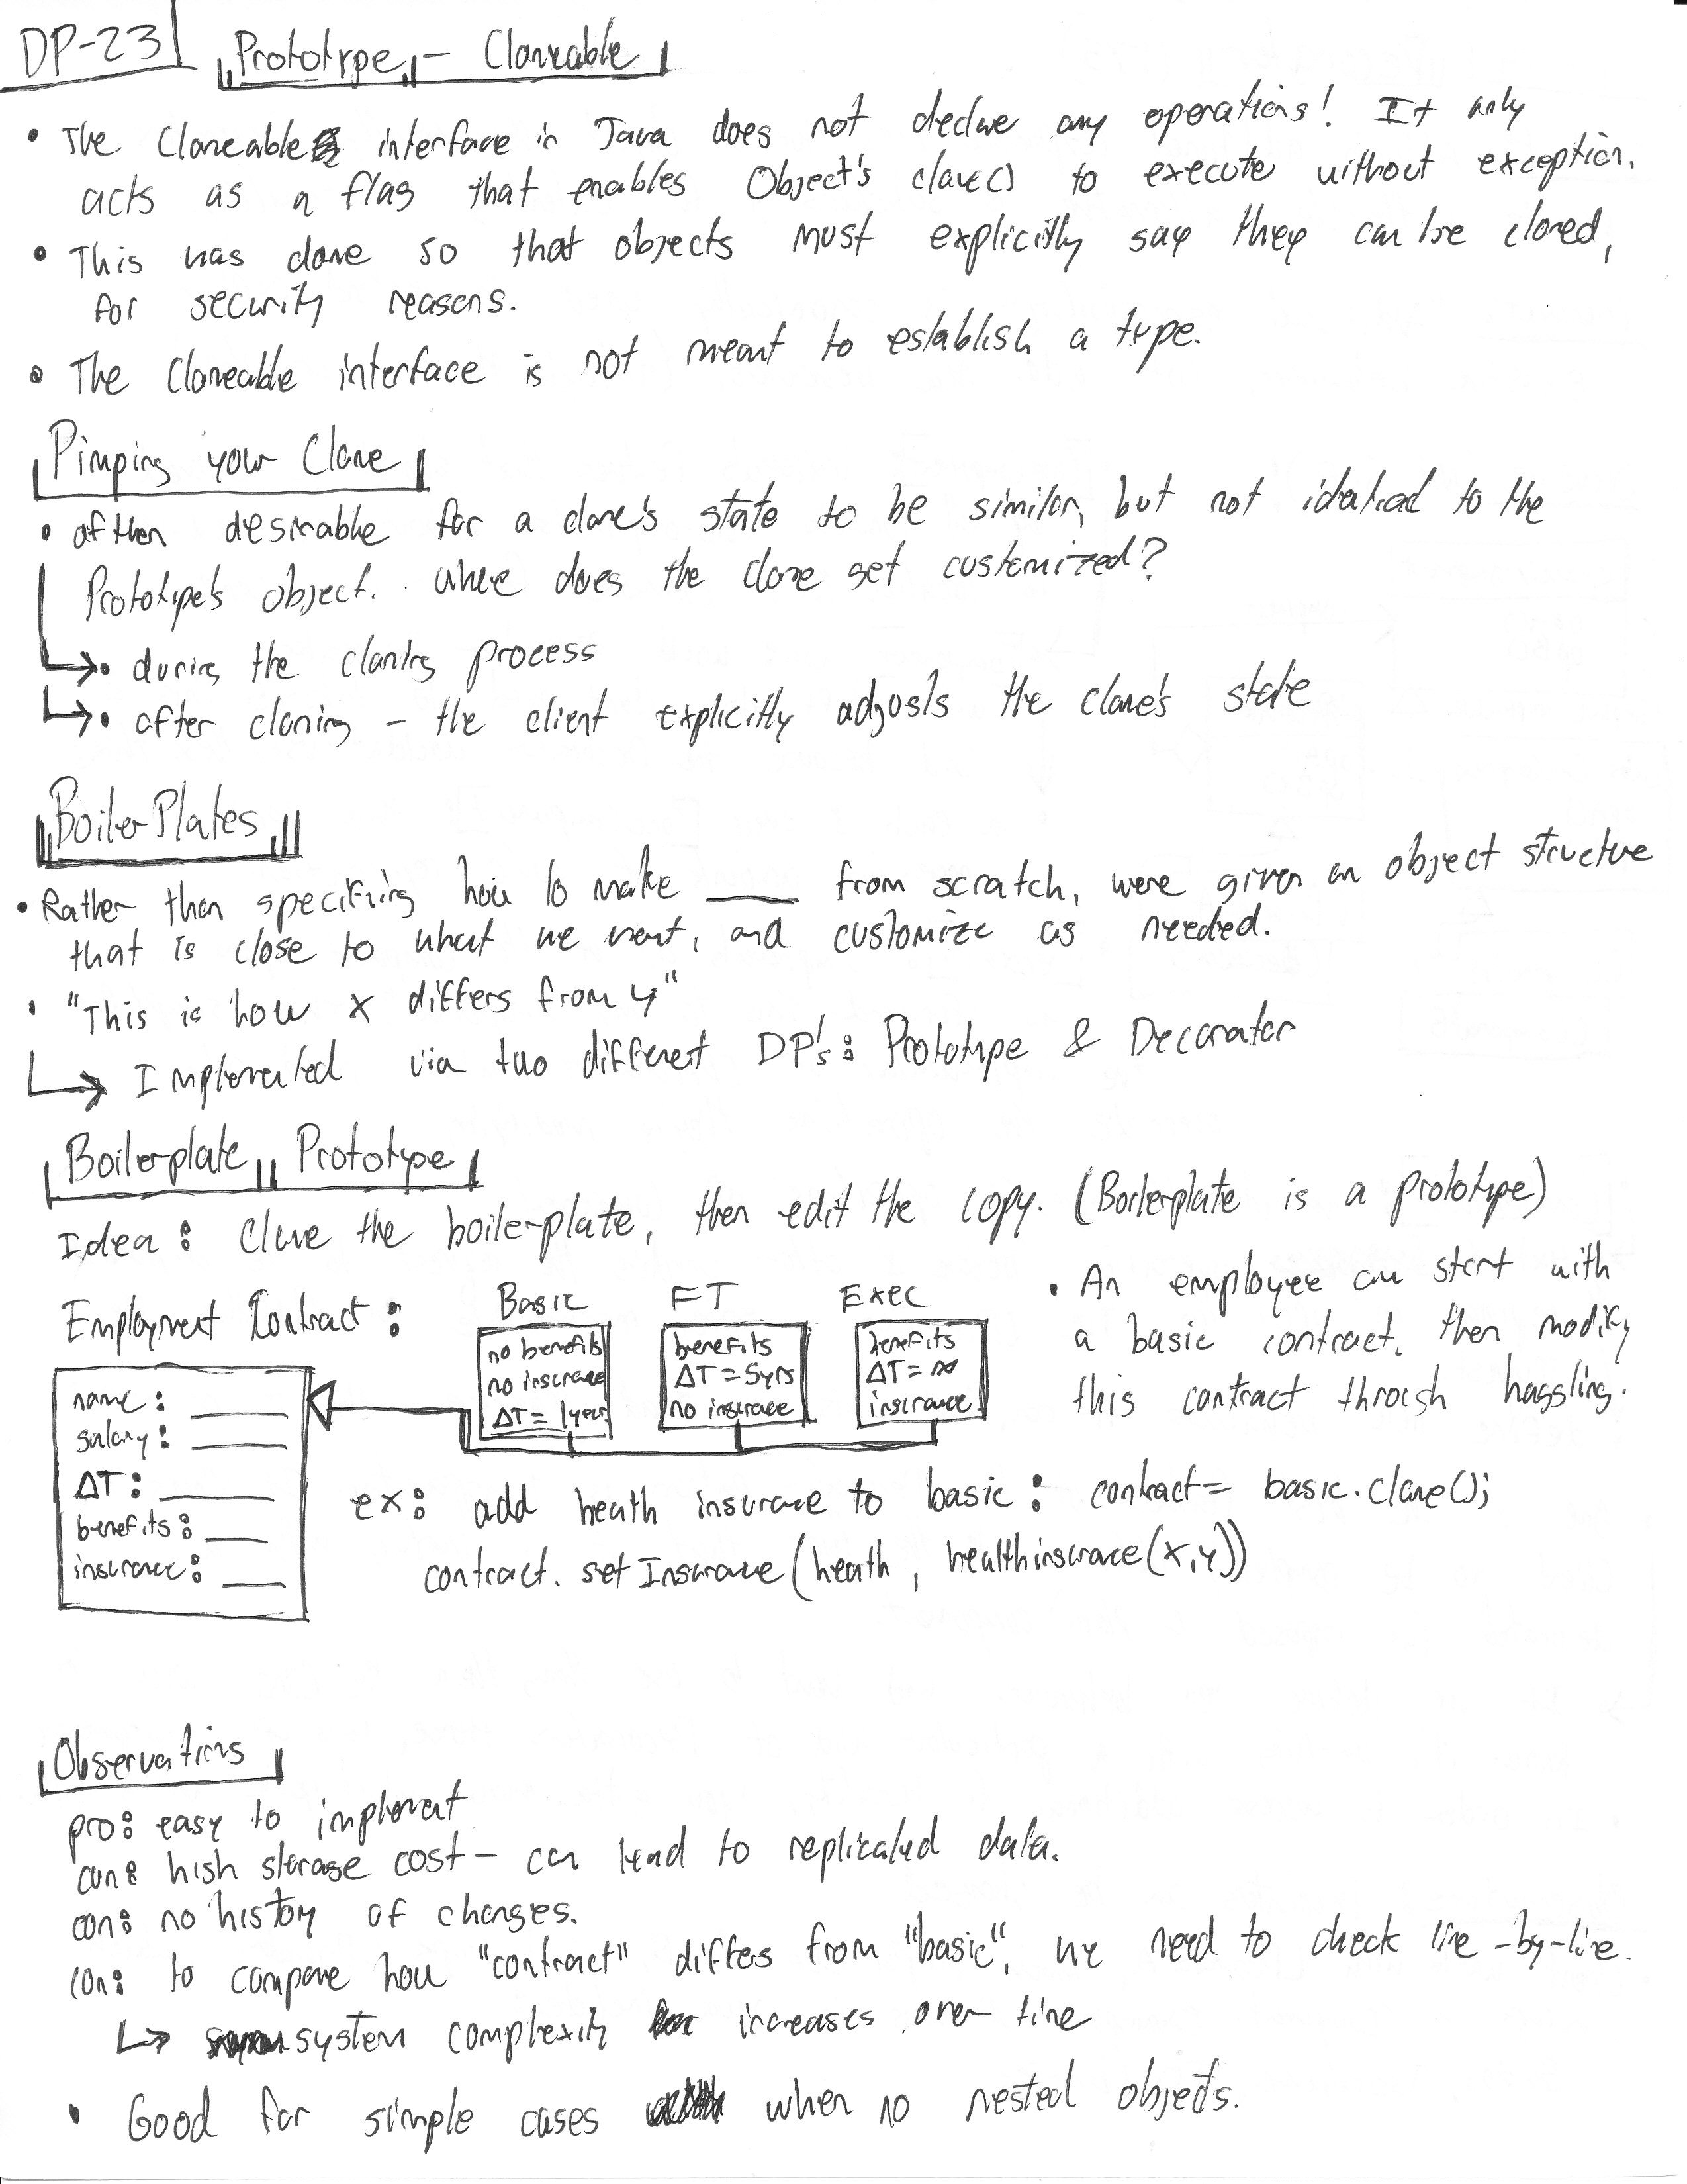 DP-23
Prototype - Cloneable
• The Cloneable interface in Java does not declare any operations! It only
acts as a flag that enables Object's clone() to execute without exception.
• This was done so that objects must explicitly say they can be cloned,
for security reasons.
• The Cloneable interface is not meant to establish a type.
Pimping your Clone
• often desirable for a clone's state to be similar, but not identical to the
Prototype's object. Where does the clone get customized?
↳ • during the cloning process
↳ • after cloning - the client explicitly adjusts the clone's state
BoilerPlates
• Rather than specifying how to make ____ from scratch, were given an object structure
that is close to what we want, and customize as needed.
• "This is how x differs from y"
↳ Implemented via two different DP's: Prototype & Decorator
Boilerplate Prototype
Idea: Clone the boilerplate, then edit the copy. (Boilerplate is a prototype)
Employment Contract:
name: ____
salary: ____
ΔT: ____
benefits: ____
insurance: ____
Basic
no benefits
no insurance
ΔT = 1year
FT
benefits
ΔT = 5yrs
no insurance
Exec
benefits
ΔT = ∞
insurance
• An employee can start with
a basic contract, then modify
this contract through haggling.
ex: add heath insurance to basic: contract = basic.clone();
contract.setInsurance(heath, healthinsurance(x,y))
Observations
pro: easy to implement
con: high storage cost - can lead to replicated data.
con: no history of changes.
con: to compare how "contract" differs from "basic", we need to check line-by-line.
↳ system complexity increases over time
• Good for simple cases when no nested objects.